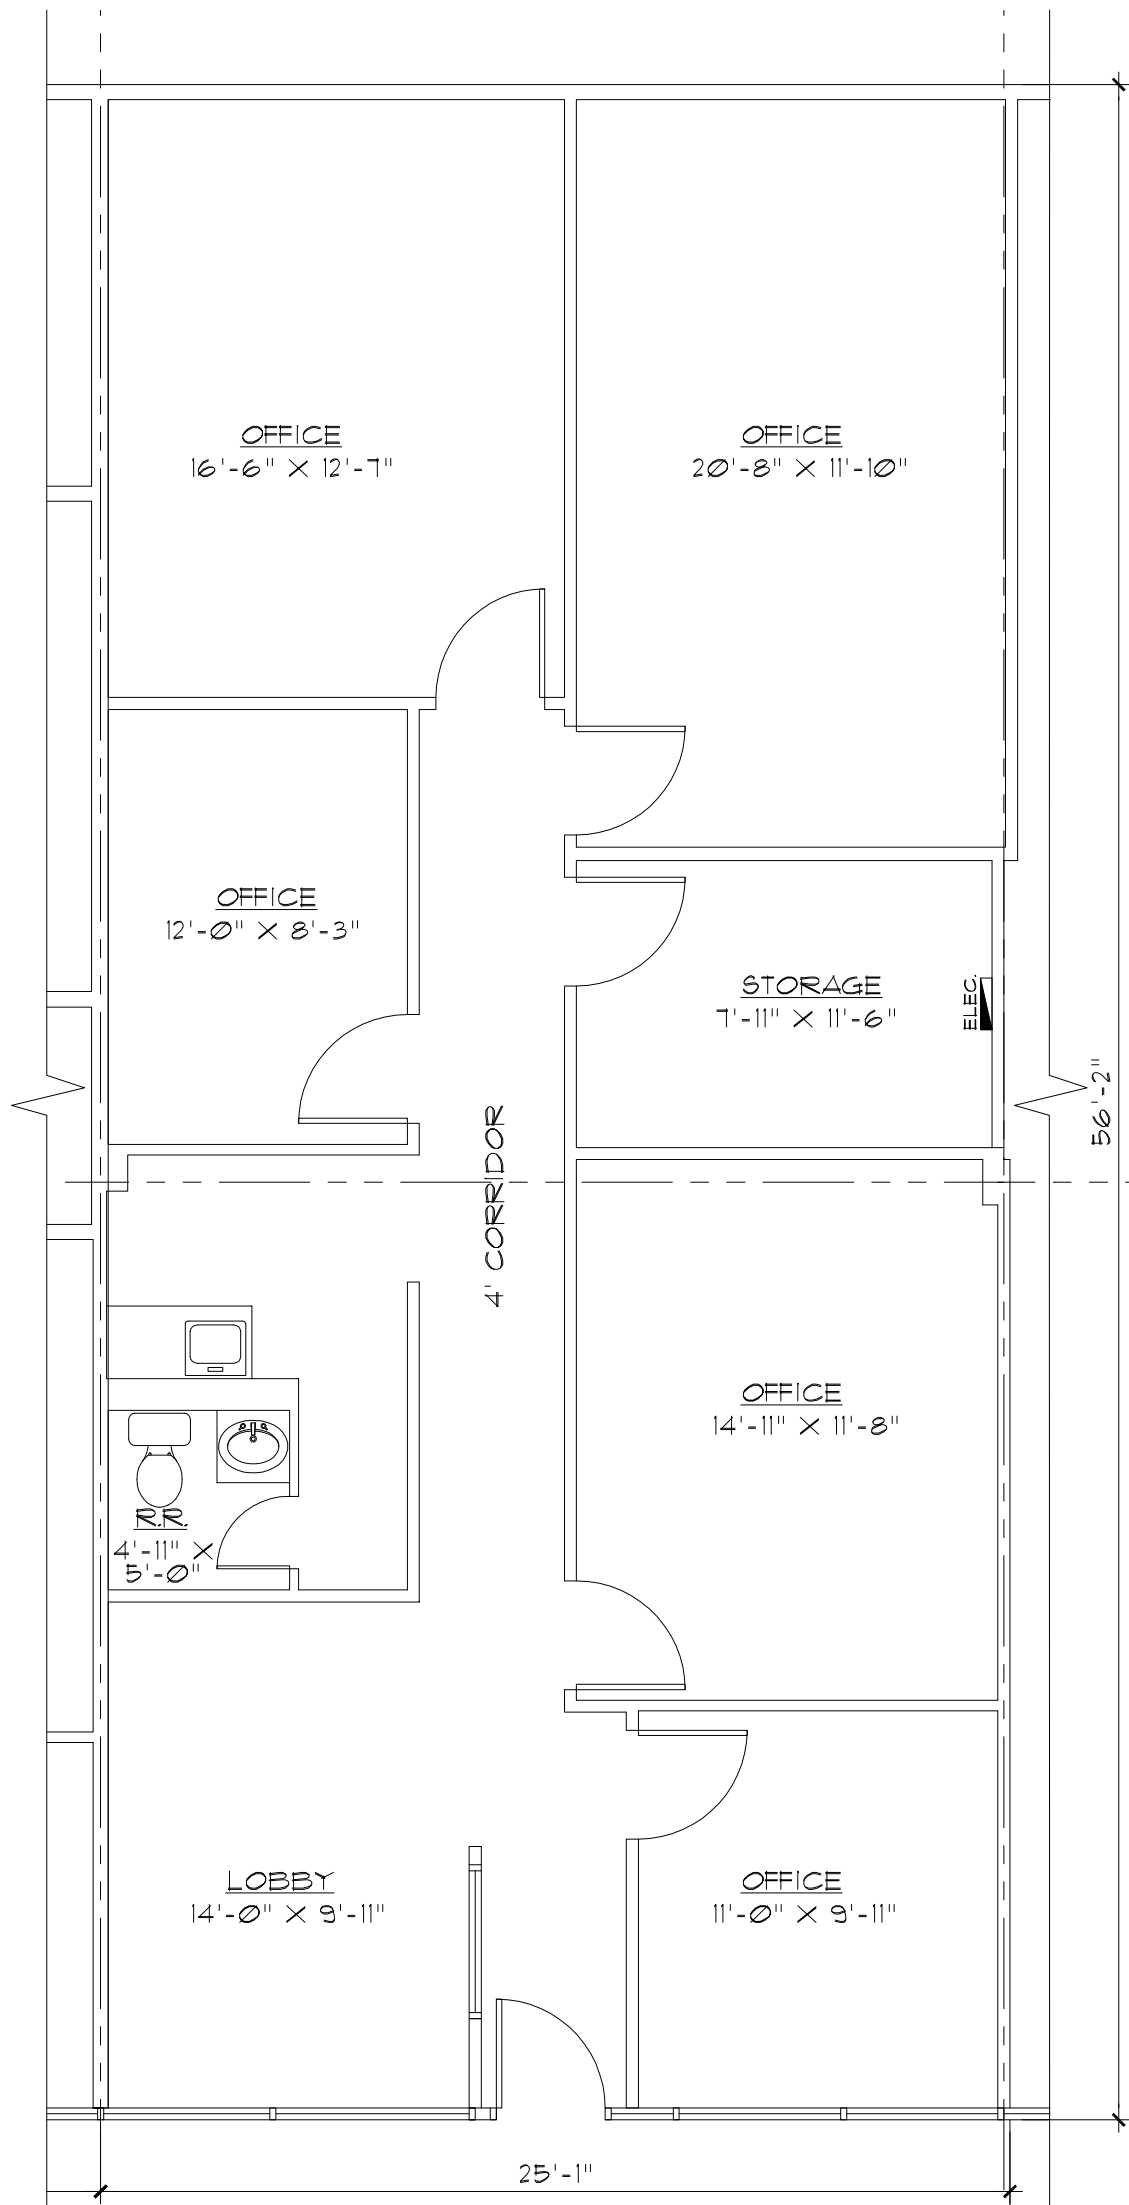 OFFICE
16'-6" X 12'-7"
OFFICE
20'-8" X 11'-10"
OFFICE
12'-0" X 8'-3"
STORAGE
7'-11" X 11'-6"
ELEC.
56'-2"
4' CORRIDOR
OFFICE
14'-11" X 11'-8"
R.R.
4'-11" X
5'-0"
LOBBY
14'-0" X 9'-11"
OFFICE
11'-0" X 9'-11"
25'-1"